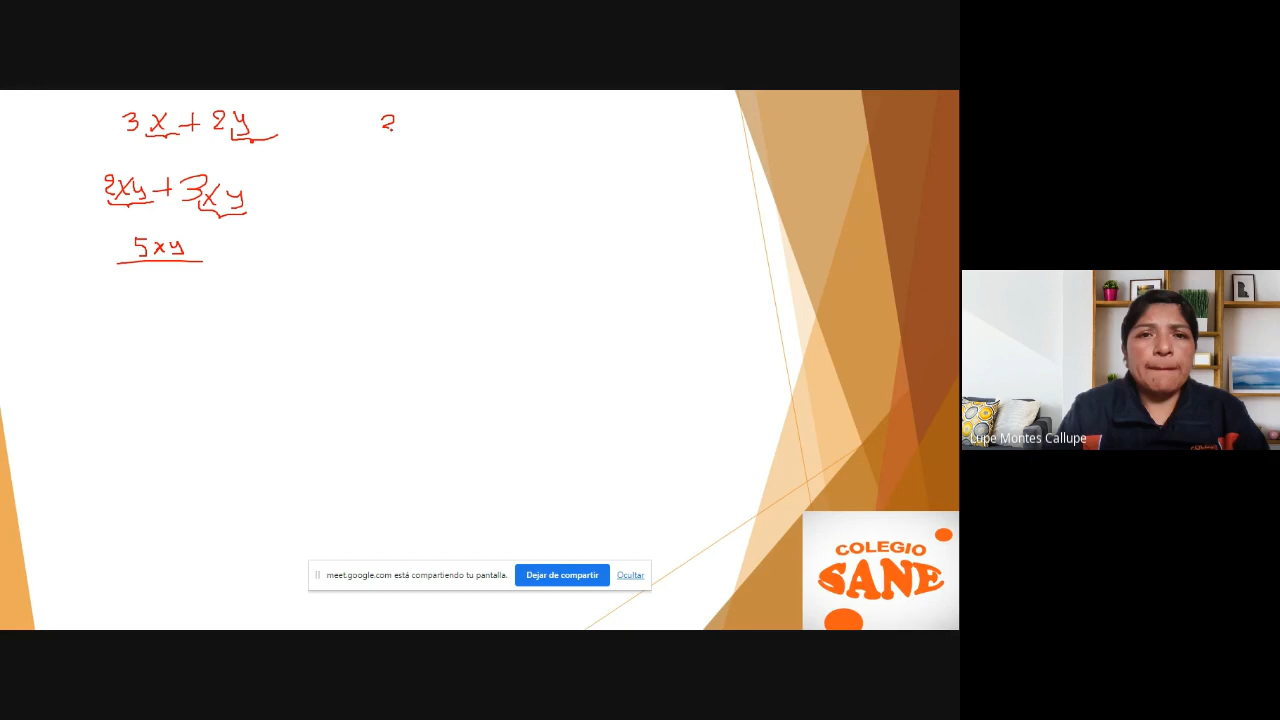 3x + 2y
2
2xy + 3xy
5xy
Lupe Montes Callupe
COLEGIO
SANE
meet.google.com está compartiendo tu pantalla.
Dejar de compartir
Ocultar